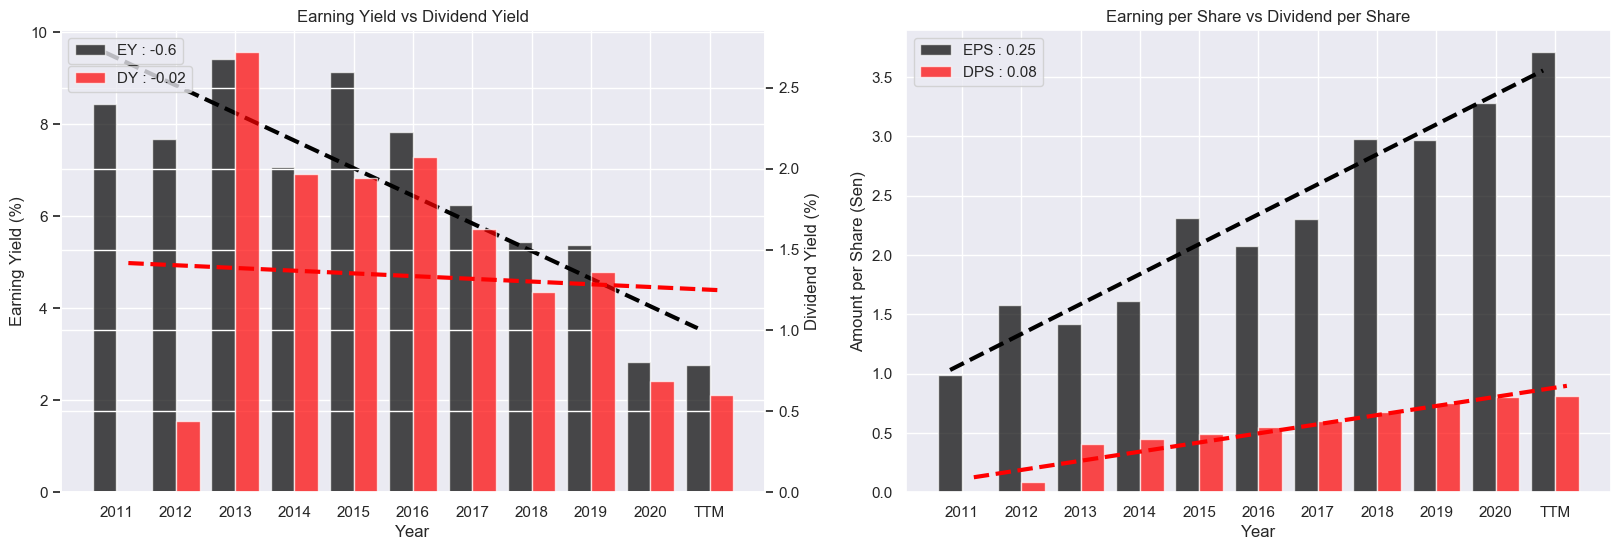 Earning Yield vs Dividend Yield
EY : -0.6
DY : -0.02
Earning Yield (%)
10
8
6
4
2
0
2.5
2.0
1.5
1.0
0.5
0.0
Dividend Yield (%)
2011 2012 2013 2014 2015 2016 2017 2018 2019 2020 TTM
Year
Earning per Share vs Dividend per Share
EPS : 0.25
DPS : 0.08
Amount per Share (Sen)
3.5
3.0
2.5
2.0
1.5
1.0
0.5
0.0
2011 2012 2013 2014 2015 2016 2017 2018 2019 2020 TTM
Year